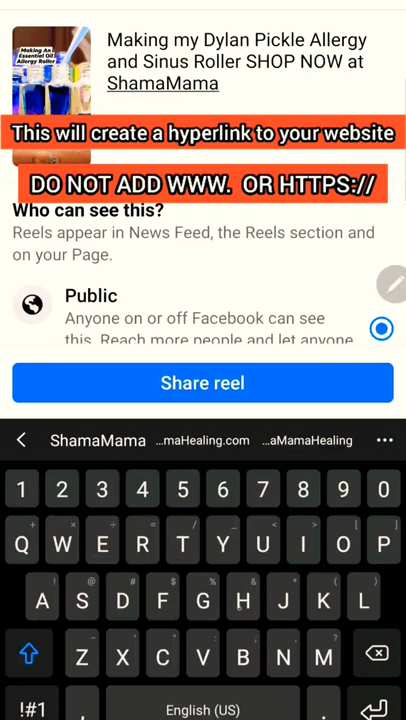 Making An
Essential Oil
Allergy Roller
Making my Dylan Pickle Allergy
and Sinus Roller SHOP NOW at
ShamaMama
This will create a hyperlink to your website
DO NOT ADD WWW. OR HTTPS://
Who can see this?
Reels appear in News Feed, the Reels section and
on your Page.
Public
Anyone on or off Facebook can see
this. Reach more people and let anyone
Share reel
ShamaMama ...maHealing.com ...aMamaHealing
1 2 3 4 5 6 7 8 9 0
+ × ÷ = / _ < > [ ]
Q W E R T Y U I O P
! @ # $ % & * ( )
A S D F G H J K L
Z X C V B N M
!#1 , English (US) .